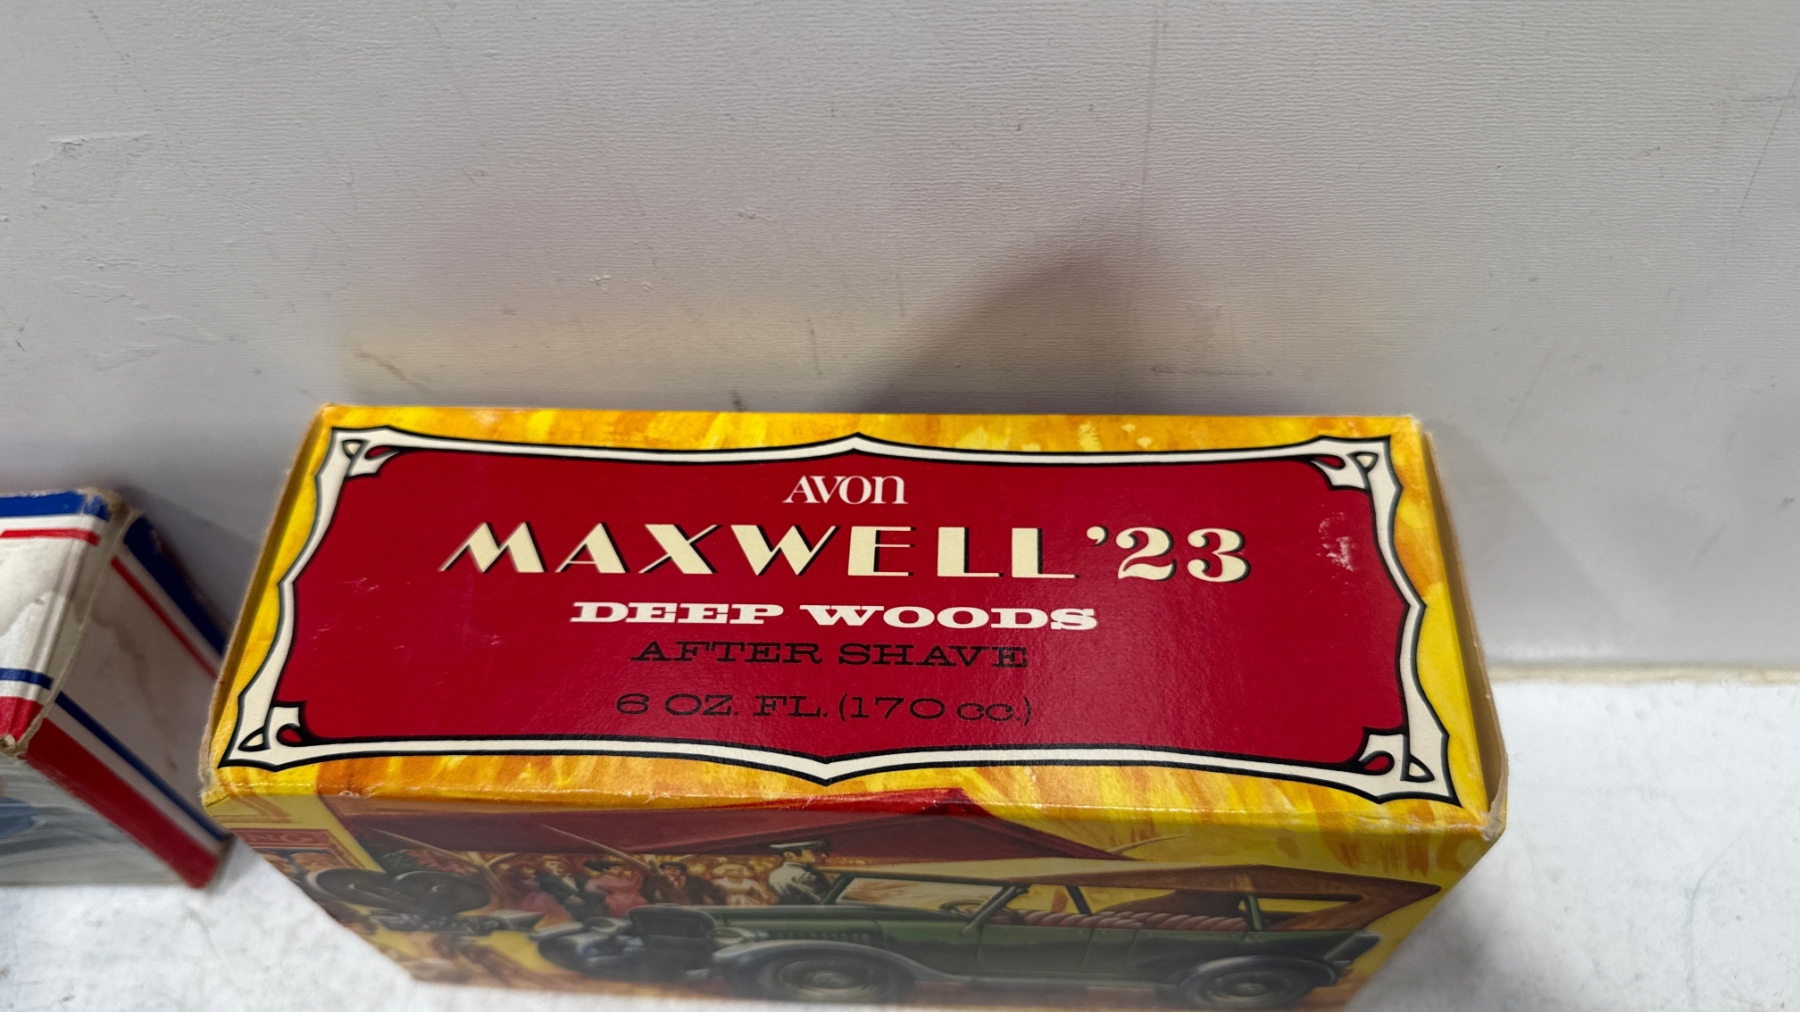 AVON
MAXWELL '23
DEEP WOODS
AFTER SHAVE
6 OZ. FL. (170 cc.)